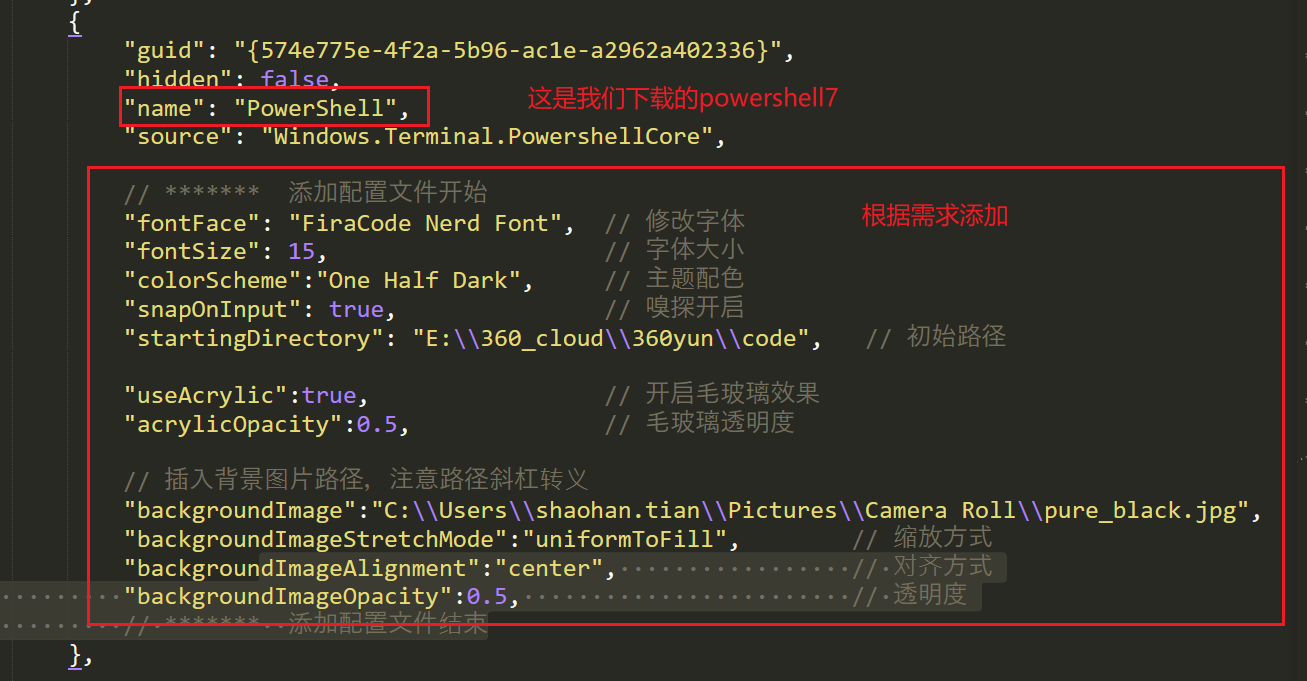 },
{
"guid": "{574e775e-4f2a-5b96-ac1e-a2962a402336}",
"hidden": false,
"name": "PowerShell",
这是我们下载的powershell7
"source": "Windows.Terminal.PowershellCore",
// ******* 添加配置文件开始
"fontFace": "FiraCode Nerd Font", // 修改字体
根据需求添加
"fontSize": 15, // 字体大小
"colorScheme":"One Half Dark", // 主题配色
"snapOnInput": true, // 嗅探开启
"startingDirectory": "E:\\360_cloud\\360yun\\code", // 初始路径
"useAcrylic":true, // 开启毛玻璃效果
"acrylicOpacity":0.5, // 毛玻璃透明度
// 插入背景图片路径, 注意路径斜杠转义
"backgroundImage":"C:\\Users\\shaohan.tian\\Pictures\\Camera Roll\\pure_black.jpg",
"backgroundImageStretchMode":"uniformToFill", // 缩放方式
"backgroundImageAlignment":"center", // 对齐方式
"backgroundImageOpacity":0.5, // 透明度
// ******* 添加配置文件结束
},